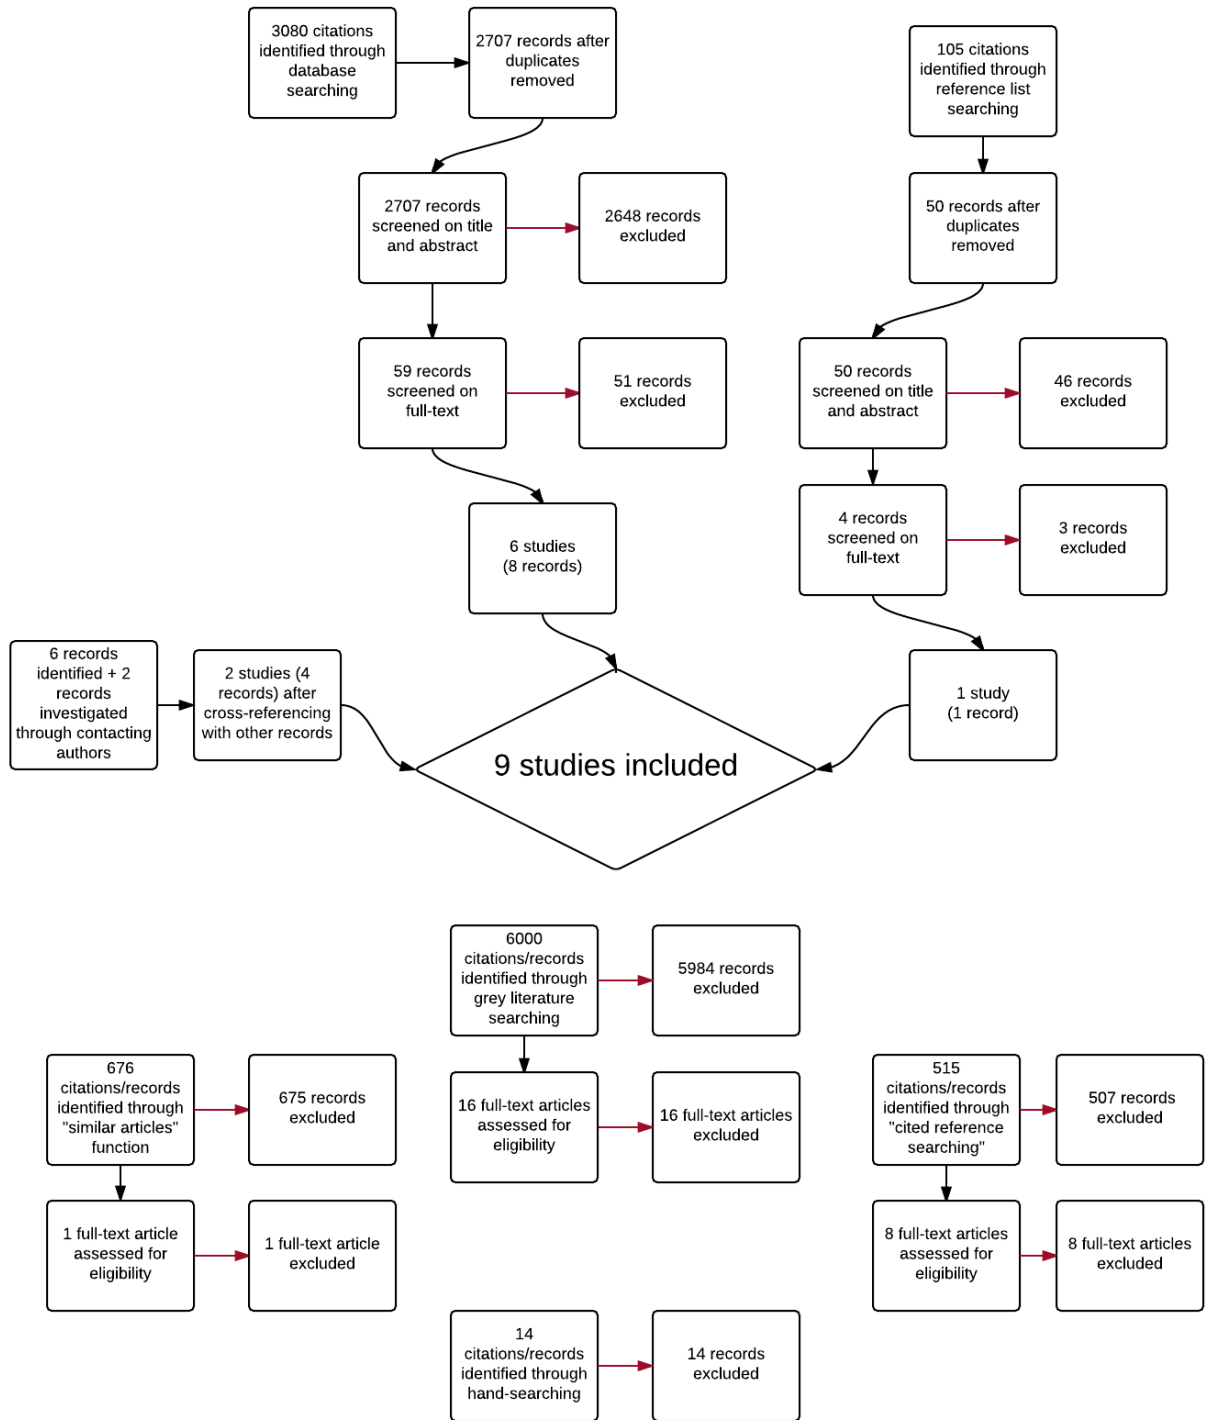 3080 citations
identified through
database
searching
2707 records after
duplicates
removed
105 citations
identified through
reference list
searching
2707 records
screened on title
and abstract
2648 records
excluded
50 records after
duplicates
removed
59 records
screened on
full-text
51 records
excluded
50 records
screened on title
and abstract
46 records
excluded
6 studies
(8 records)
4 records
screened on
full-text
3 records
excluded
6 records
identified + 2
records
investigated
through contacting
authors
2 studies (4
records) after
cross-referencing
with other records
1 study
(1 record)
9 studies included
6000
citations/records
identified through
grey literature
searching
5984 records
excluded
16 full-text articles
assessed for
eligibility
16 full-text articles
excluded
676
citations/records
identified through
"similar articles"
function
675 records
excluded
1 full-text article
assessed for
eligibility
1 full-text article
excluded
515
citations/records
identified through
"cited reference
searching"
507 records
excluded
8 full-text articles
assessed for
eligibility
8 full-text articles
excluded
14
citations/records
identified through
hand-searching
14 records
excluded